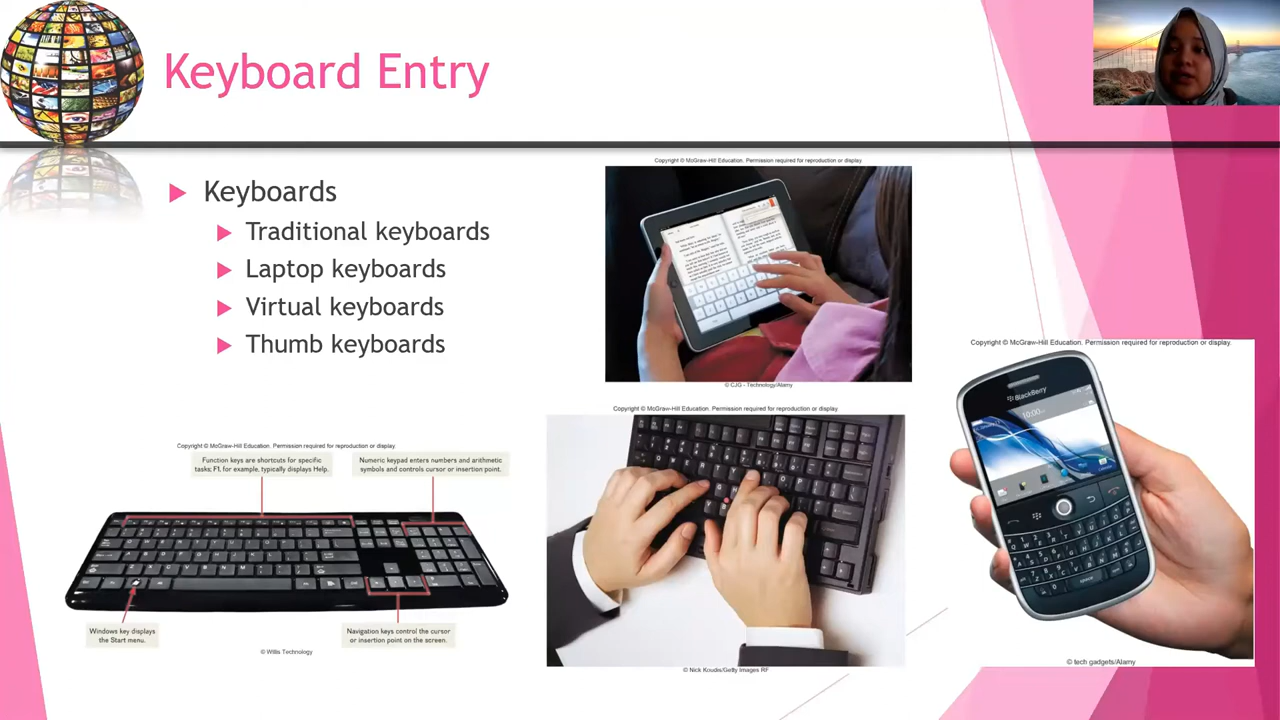 Keyboard Entry
Keyboards
Traditional keyboards
Laptop keyboards
Virtual keyboards
Thumb keyboards
Copyright © McGraw-Hill Education. Permission required for reproduction or display
© CJG - Technology/Alamy
Copyright © McGraw-Hill Education. Permission required for reproduction or display.
BlackBerry
10:00
© tech gadgets/Alamy
Copyright © McGraw-Hill Education. Permission required for reproduction or display
© Nick Koudis/Getty Images RF
Copyright © McGraw-Hill Education. Permission required for reproduction or display.
Function keys are shortcuts for specific
tasks; F1, for example, typically displays Help.
Numeric keypad enters numbers and arithmetic
symbols and controls cursor or insertion point.
Windows key displays
the Start menu.
Navigation keys control the cursor
or insertion point on the screen.
© Willis Technology